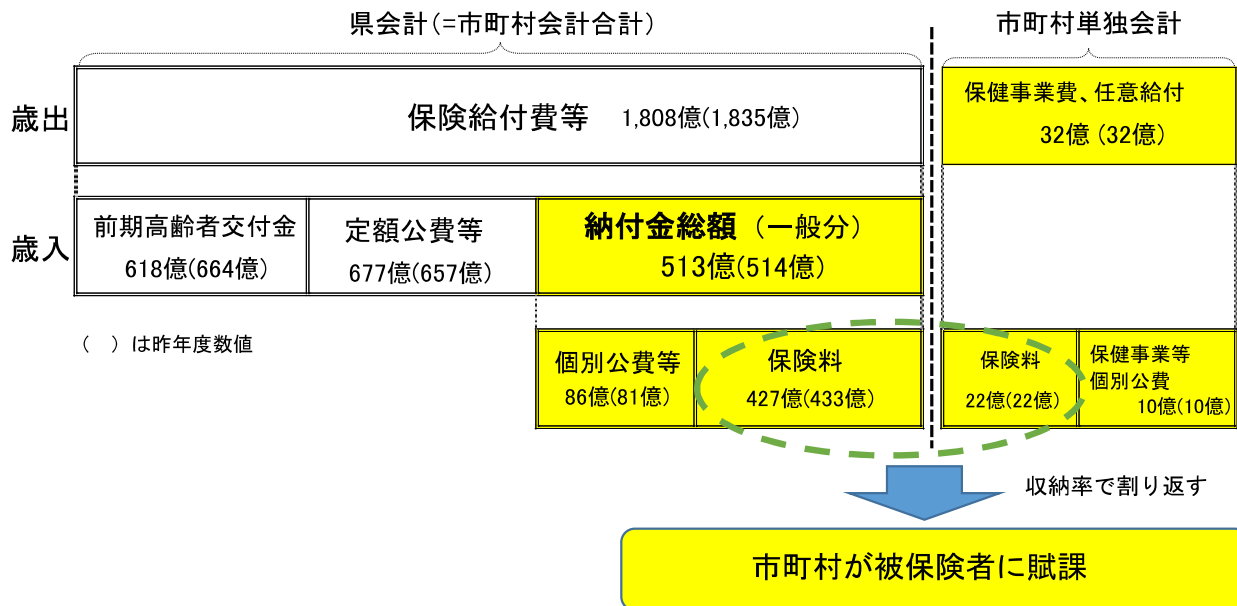 県会計(=市町村会計合計)
市町村単独会計
歳出
保険給付費等 1,808億(1,835億)
保健事業費、任意給付
32億(32億)
歳入
前期高齢者交付金
618億(664億)
定額公費等
677億(657億)
納付金総額(一般分)
513億(514億)
( )は昨年度数値
個別公費等
86億(81億)
保険料
427億(433億)
保険料
22億(22億)
保健事業等
個別公費
10億(10億)
収納率で割り返す
市町村が被保険者に賦課